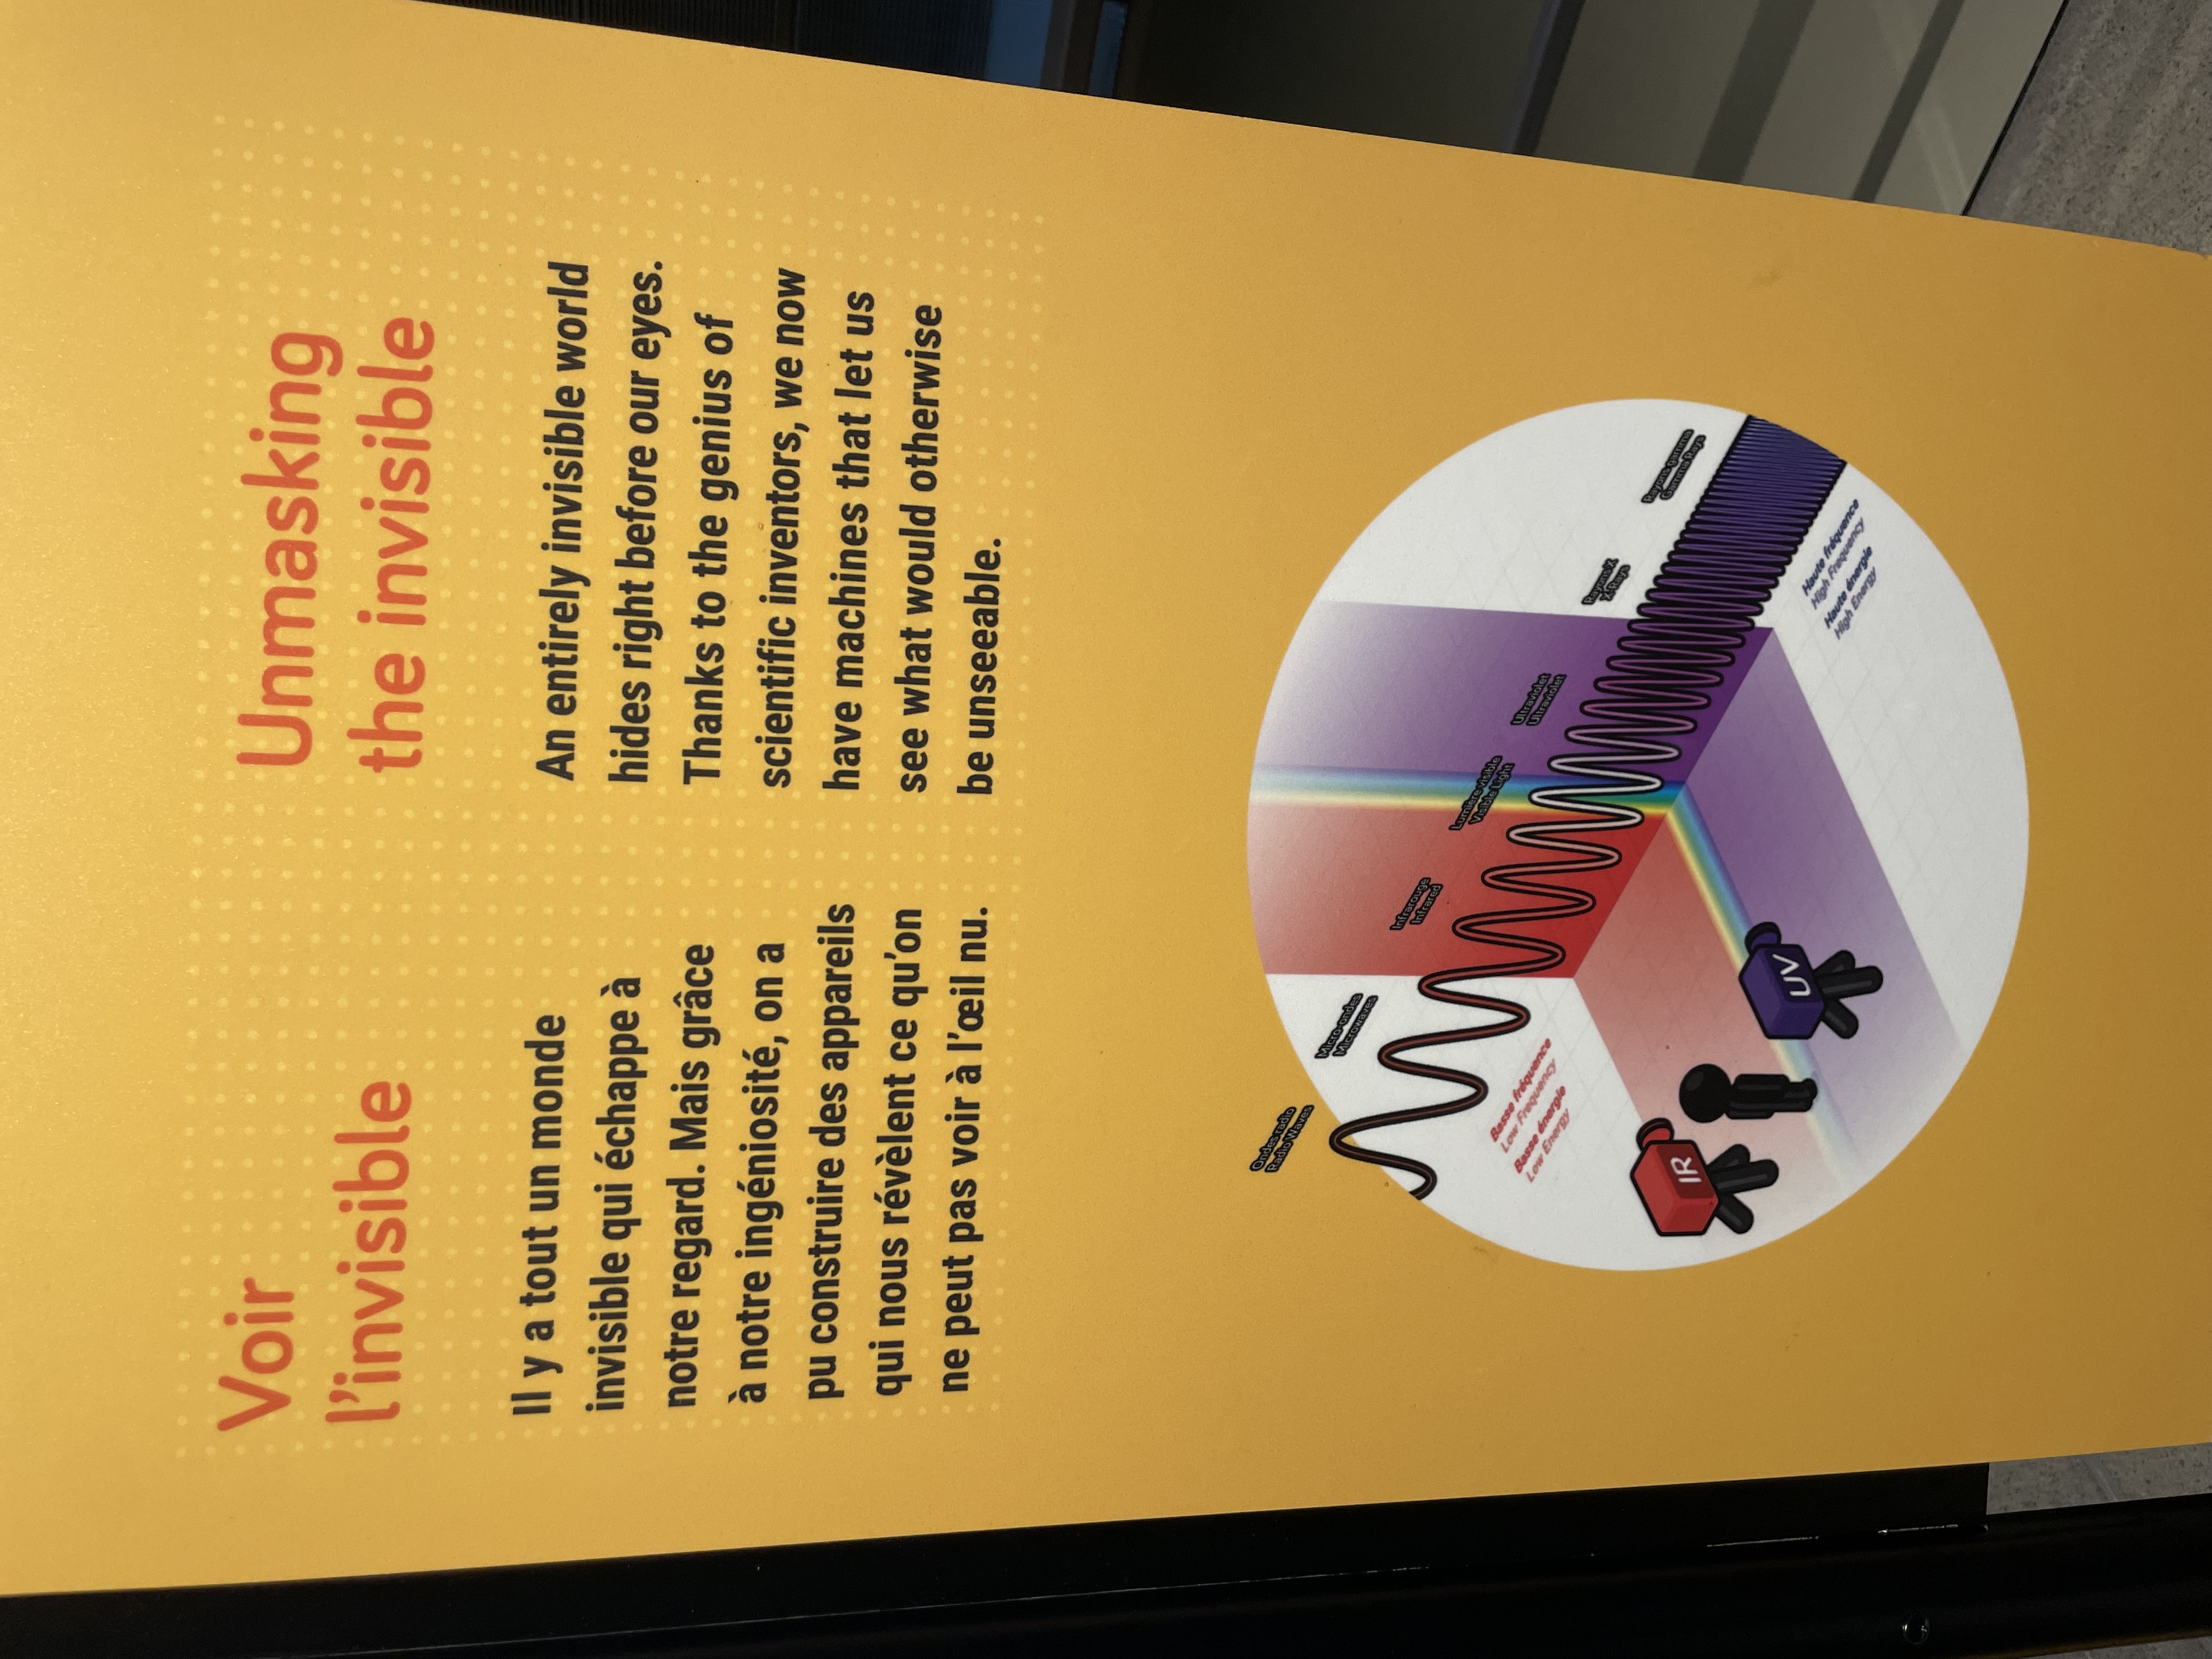 Voir
l'invisible
Il y a tout un monde
invisible qui échappe à
notre regard. Mais grâce
à notre ingéniosité, on a
pu construire des appareils
qui nous révèlent ce qu'on
ne peut pas voir à l'œil nu.
Unmasking
the invisible
An entirely invisible world
hides right before our eyes.
Thanks to the genius of
scientific inventors, we now
have machines that let us
see what would otherwise
be unseeable.
Ondes radio
Radio Waves
Micro-ondes
Microwaves
Infrarouge
Infrared
Lumière visible
Visible Light
Ultraviolet
Ultraviolet
Rayons X
X-Rays
Rayons gamma
Gamma Rays
Basse fréquence
Low Frequency
Basse énergie
Low Energy
IR
UV
Haute fréquence
High Frequency
Haute énergie
High Energy